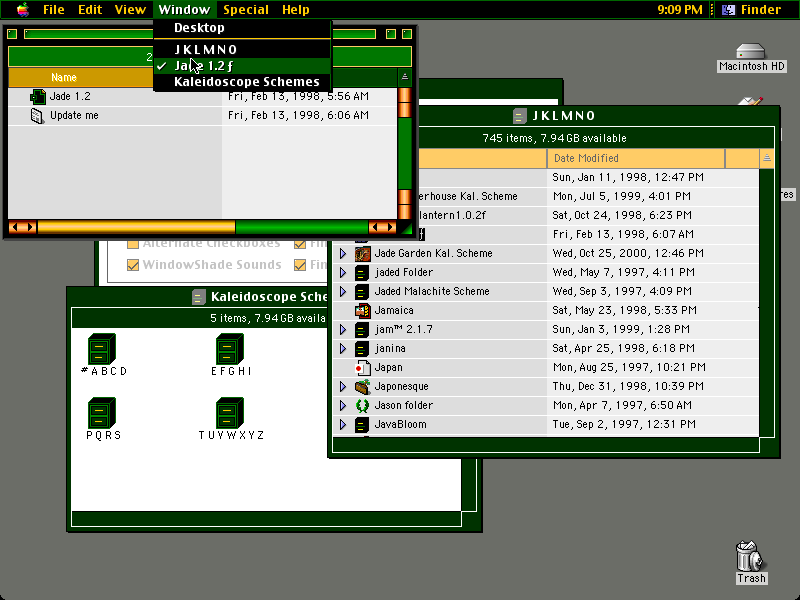 File Edit View Window Special Help 9:09 PM Finder
Desktop
JKLMNO
✓ Jade 1.2 ƒ
Kaleidoscope Schemes
2
Name
Jade 1.2 Fri, Feb 13, 1998, 5:56 AM
Update me Fri, Feb 13, 1998, 6:06 AM
Macintosh HD
JKLMNO
745 items, 7.94 GB available
Date Modified
Sun, Jan 11, 1998, 12:47 PM
erhouse Kal. Scheme Mon, Jul 5, 1999, 4:01 PM
lantern1.0.2f Sat, Oct 24, 1998, 6:23 PM
ƒ Fri, Feb 13, 1998, 6:07 AM
Jade Garden Kal. Scheme Wed, Oct 25, 2000, 12:46 PM
jaded Folder Wed, May 7, 1997, 4:11 PM
Jaded Malachite Scheme Wed, Sep 3, 1997, 4:09 PM
Jamaica Sat, May 23, 1998, 5:33 PM
jam™ 2.1.7 Sun, Jan 3, 1999, 1:28 PM
janina Sat, Apr 25, 1998, 6:18 PM
Japan Mon, Aug 25, 1997, 10:21 PM
Japonesque Thu, Dec 31, 1998, 10:39 PM
Jason folder Mon, Apr 7, 1997, 6:50 AM
JavaBloom Tue, Sep 2, 1997, 12:31 PM
res
Alternate Checkboxes Fin
WindowShade Sounds Fin
Kaleidoscope Sche
5 items, 7.94 GB availa
#ABCD EFGHI
PQRS TUVWXYZ
Trash